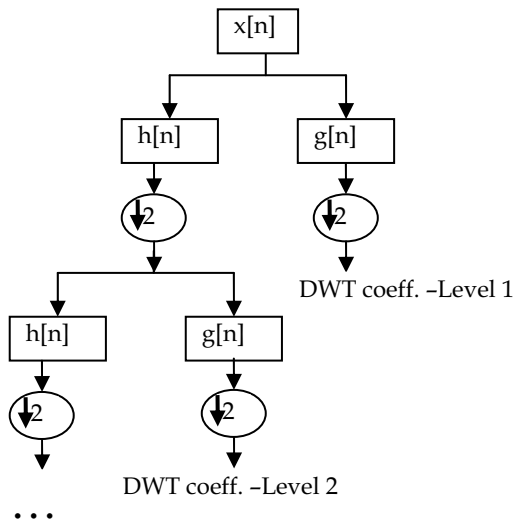 x[n]
h[n]
g[n]
↓2
↓2
DWT coeff. –Level 1
h[n]
g[n]
↓2
↓2
DWT coeff. –Level 2
...